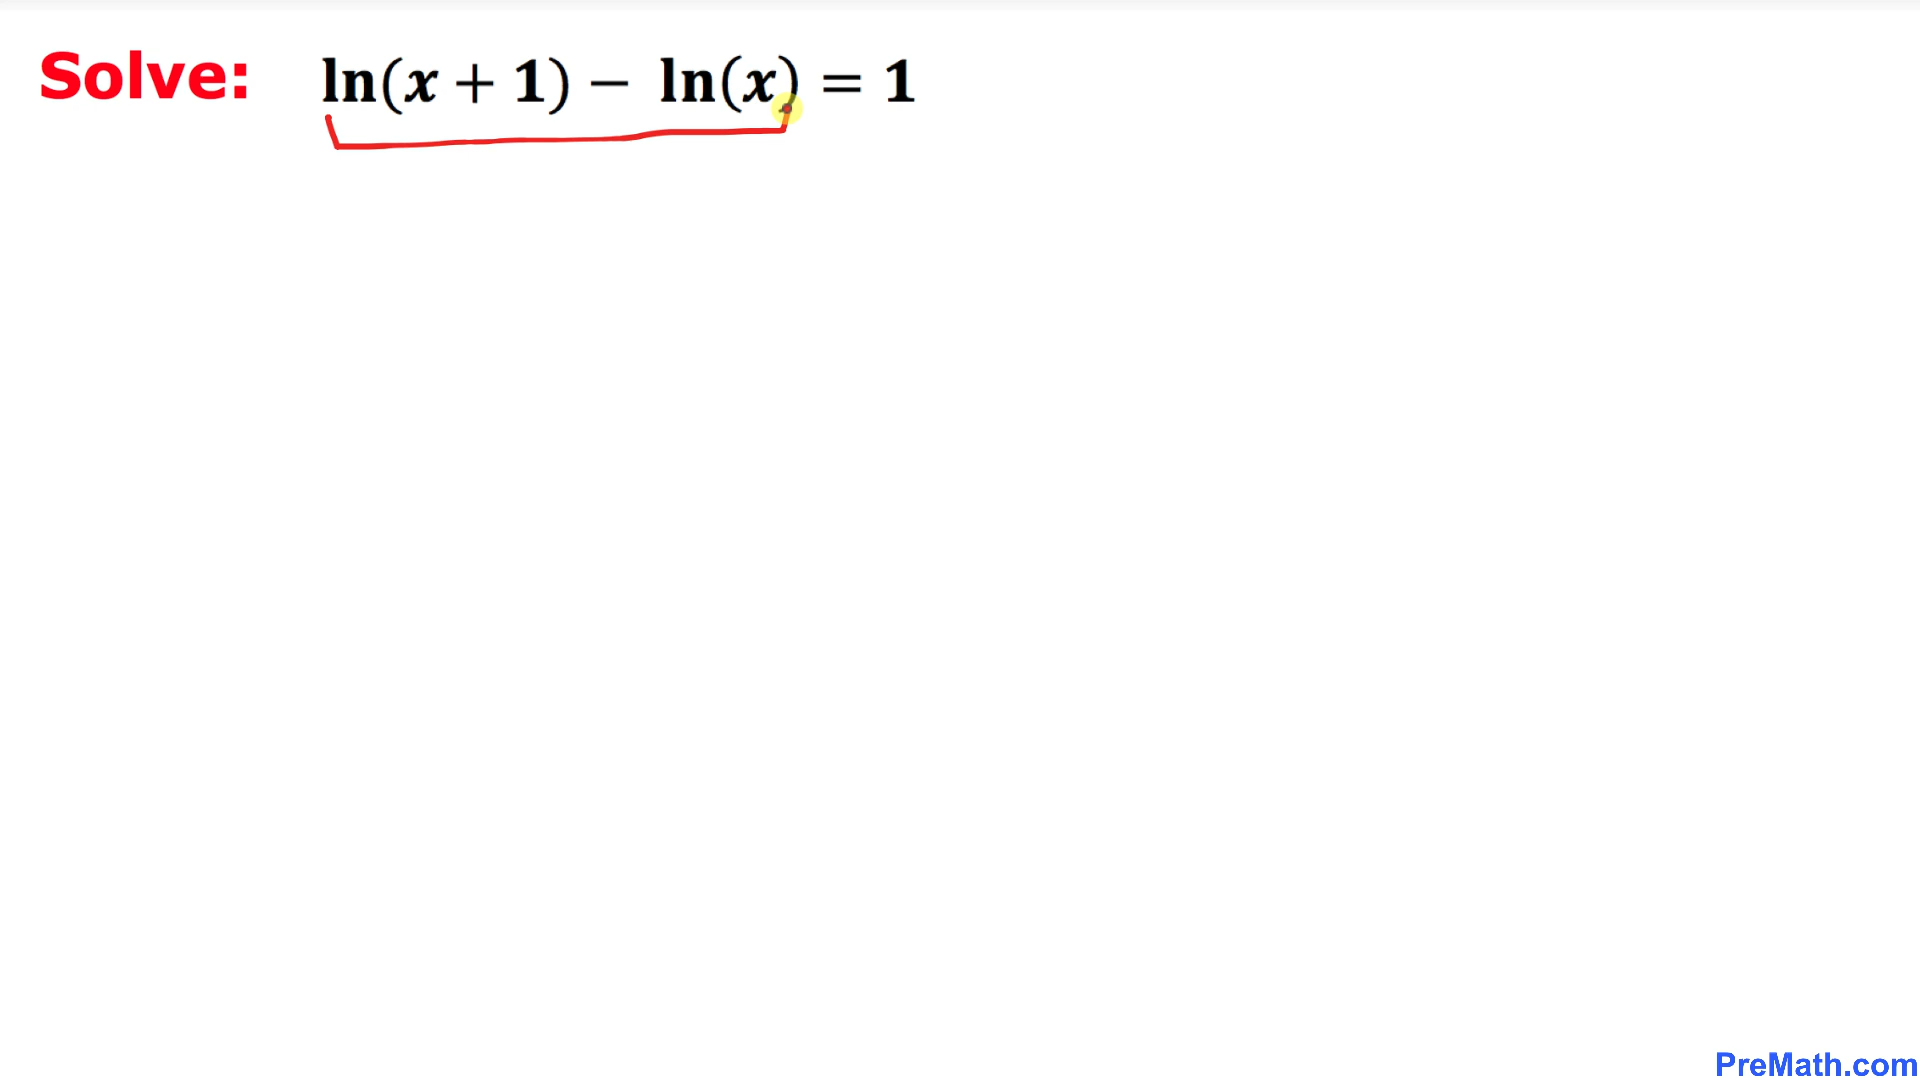 Solve: ln(x + 1) − ln(x) = 1
PreMath.com